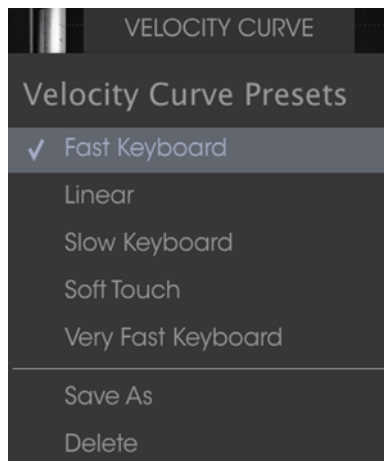 VELOCITY CURVE
Velocity Curve Presets
✓ Fast Keyboard
Linear
Slow Keyboard
Soft Touch
Very Fast Keyboard
Save As
Delete